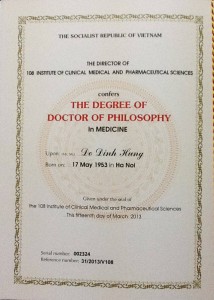 THE SOCIALIST REPUBLIC OF VIETNAM
THE DIRECTOR OF
108 INSTITUTE OF CLINICAL MEDICAL AND PHARMACEUTICAL SCIENCES
confers
THE DEGREE OF
DOCTOR OF PHILOSOPHY
In MEDICINE
Upon: Mr. Do Dinh Hung
Born on: 17 May 1953 in Ha Noi
Given under the seal of
The 108 Institute of Clinical Medical and Pharmaceutical Sciences
This fifteenth day of March, 2013
Serial number: 002324
Reference number: 31/2013/V108